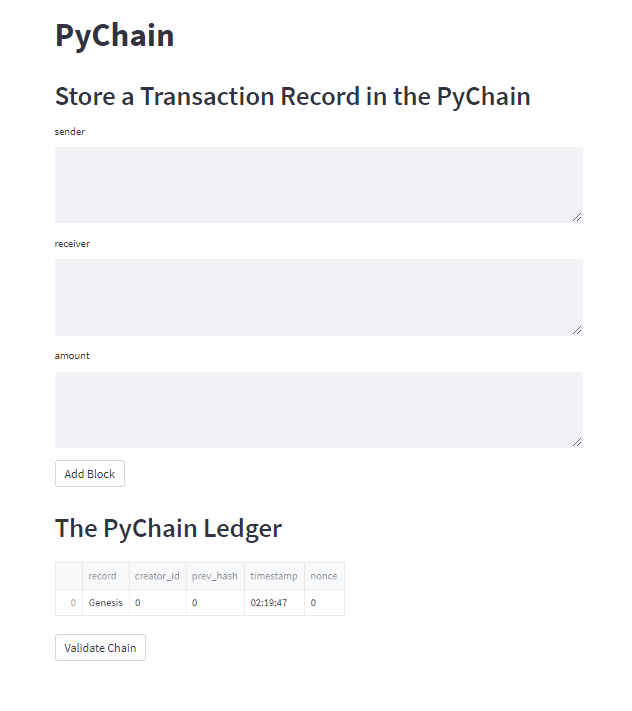 PyChain
Store a Transaction Record in the PyChain
sender
receiver
amount
Add Block
The PyChain Ledger
record creator_id prev_hash timestamp nonce
0 Genesis 0 0 02:19:47 0
Validate Chain